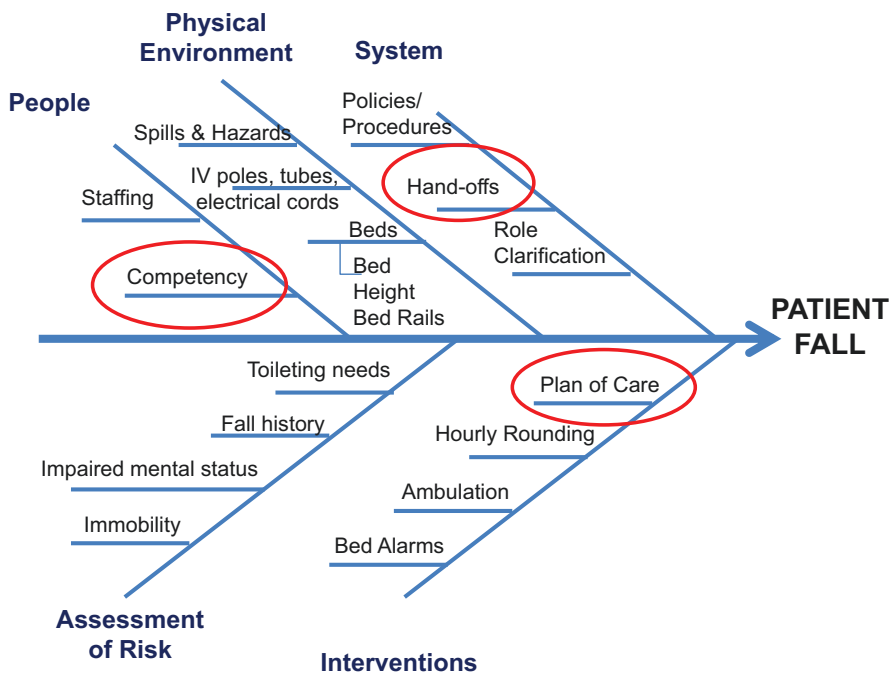 Physical
Environment
System
People
Policies/
Procedures
Spills & Hazards
IV poles, tubes,
electrical cords
Hand-offs
Staffing
Beds
Role
Clarification
Competency
Bed
Height
Bed Rails
PATIENT
FALL
Toileting needs
Plan of Care
Fall history
Hourly Rounding
Impaired mental status
Ambulation
Immobility
Bed Alarms
Assessment
of Risk
Interventions